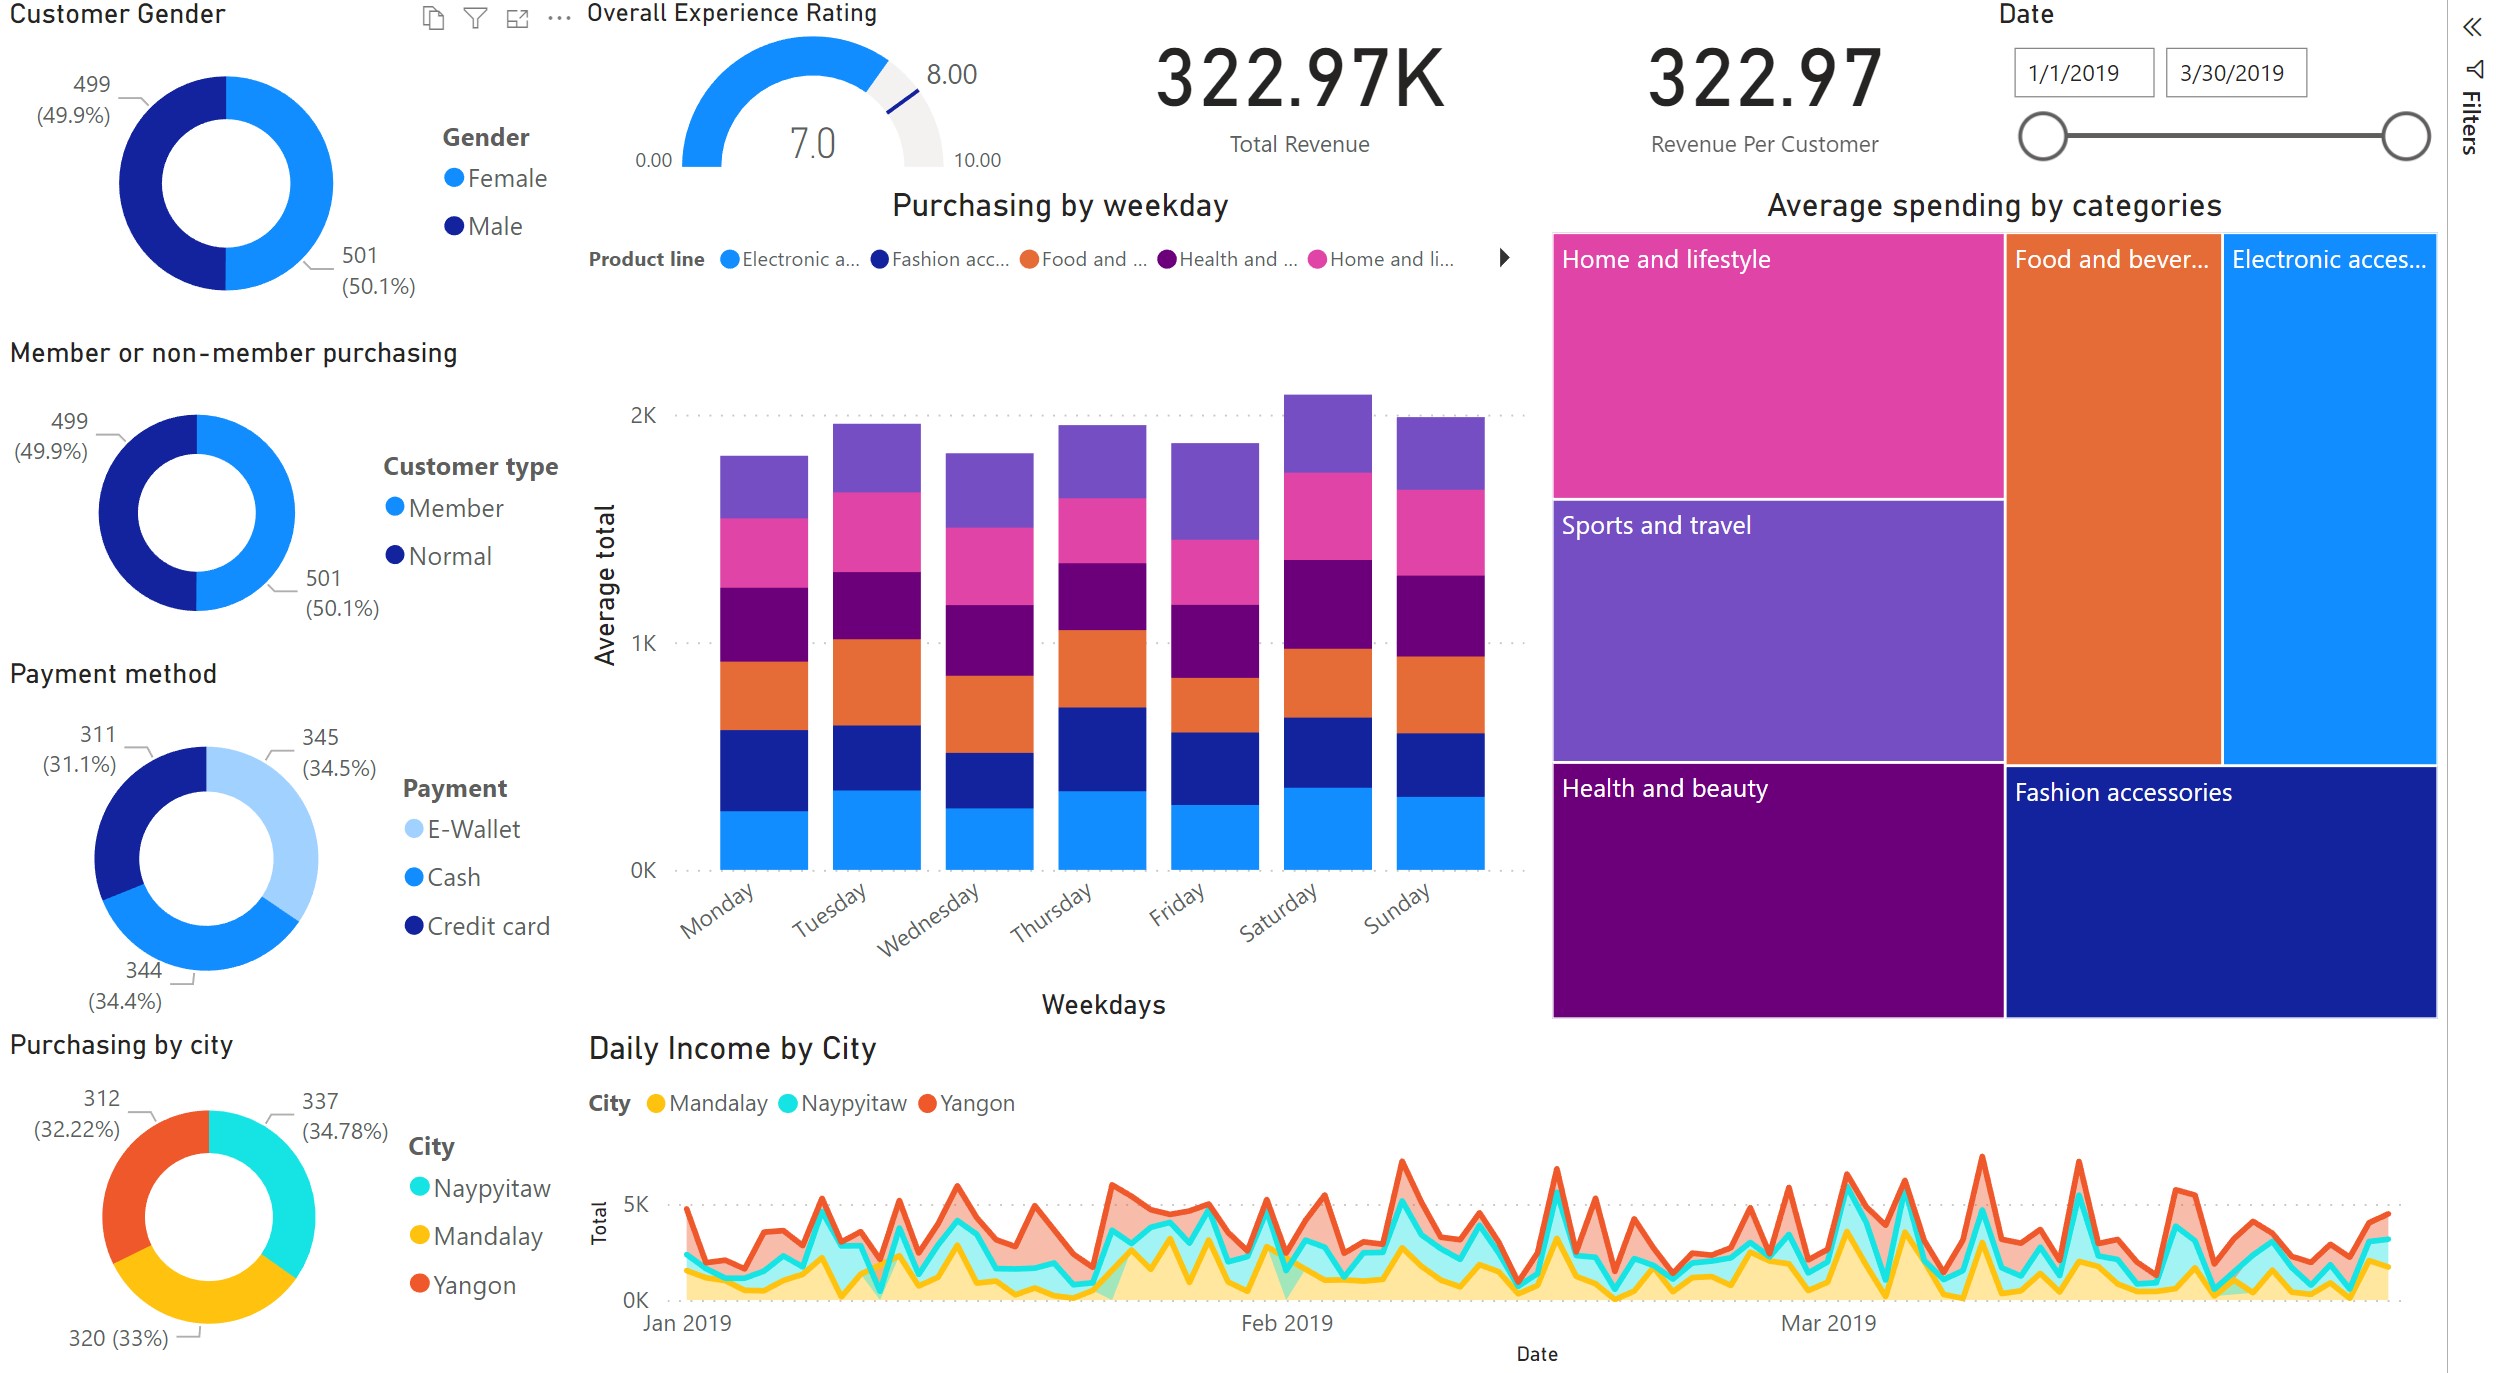 Customer Gender
499
(49.9%)
Gender
Female
Male
501
(50.1%)
Member or non-member purchasing
499
(49.9%)
Customer type
Member
Normal
501
(50.1%)
Payment method
311
(31.1%)
345
(34.5%)
Payment
E-Wallet
Cash
Credit card
344
(34.4%)
Purchasing by city
312
(32.22%)
337
(34.78%)
City
Naypyitaw
Mandalay
Yangon
320 (33%)
Overall Experience Rating
8.00
7.0
0.00
10.00
322.97K
Total Revenue
322.97
Revenue Per Customer
Date
1/1/2019
3/30/2019
Filters
Purchasing by weekday
Product line Electronic a... Fashion acc... Food and ... Health and ... Home and li...
Average total
2K
1K
0K
Monday
Tuesday
Wednesday
Thursday
Friday
Saturday
Sunday
Weekdays
Average spending by categories
Home and lifestyle
Food and bever...
Electronic acces...
Sports and travel
Health and beauty
Fashion accessories
Daily Income by City
City Mandalay Naypyitaw Yangon
Total
5K
0K
Jan 2019
Feb 2019
Mar 2019
Date